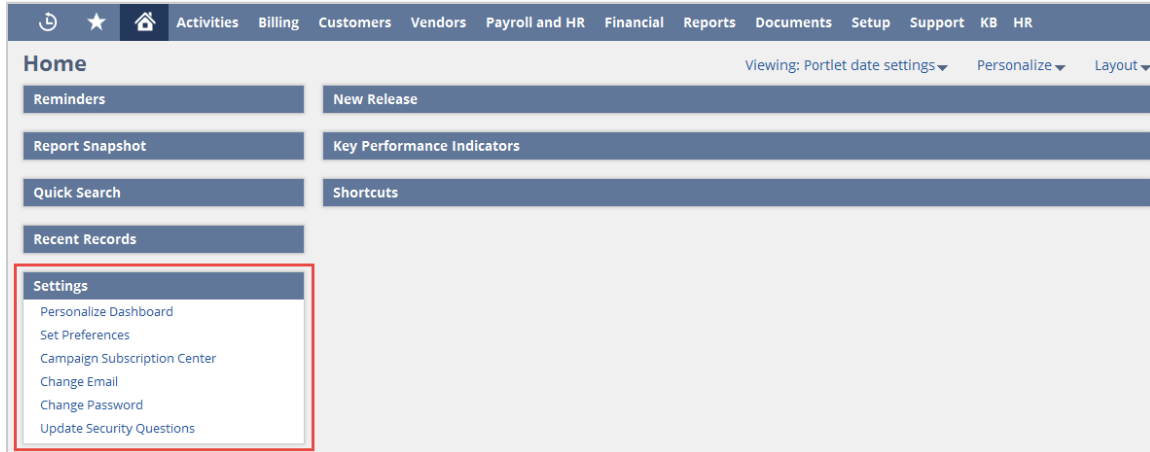 Activities Billing Customers Vendors Payroll and HR Financial Reports Documents Setup Support KB HR
Home
Viewing: Portlet date settings Personalize Layout
Reminders
New Release
Report Snapshot
Key Performance Indicators
Quick Search
Shortcuts
Recent Records
Settings
Personalize Dashboard
Set Preferences
Campaign Subscription Center
Change Email
Change Password
Update Security Questions